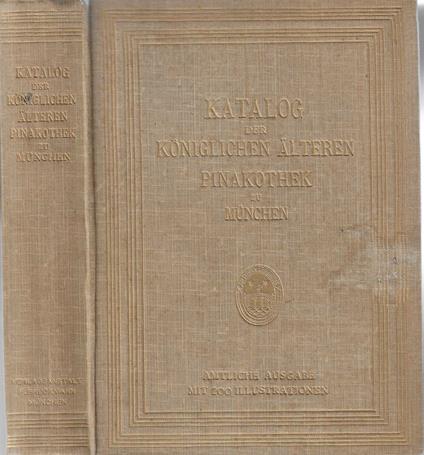 KATALOG
DER
KÖNIGLICHEN
ÄLTEREN
PINAKOTHEK
ZU
MÜNCHEN
VERLAGSANSTALT
MÜNCHEN
KATALOG
DER
KÖNIGLICHEN ÄLTEREN
PINAKOTHEK
ZU
MÜNCHEN
AMTLICHE AUSGABE
MIT 200 ILLUSTRATIONEN